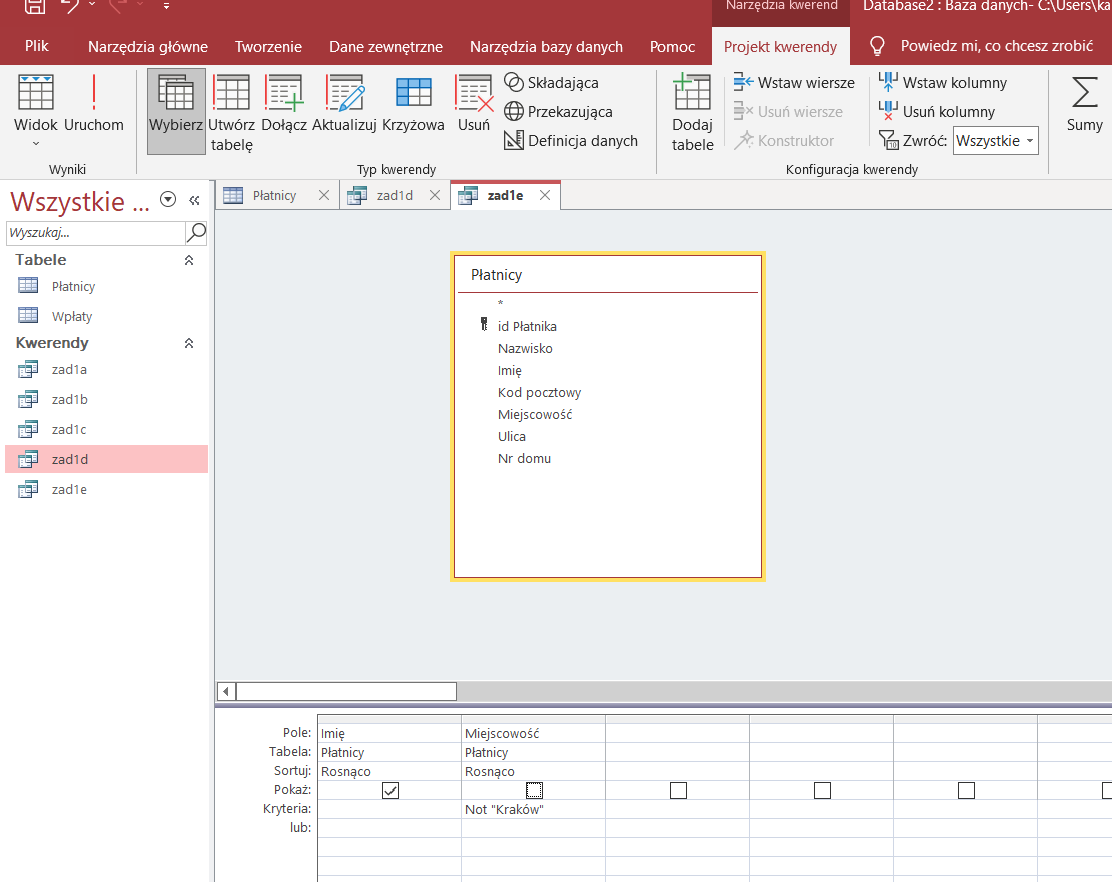 Narzędzia kwerend
Database2 : Baza danych- C:\Users\ka
Plik
Narzędzia główne
Tworzenie
Dane zewnętrzne
Narzędzia bazy danych
Pomoc
Projekt kwerendy
Powiedz mi, co chcesz zrobić
Widok
Uruchom
Wybierz
Utwórz
tabelę
Dołącz
Aktualizuj
Krzyżowa
Usuń
Składająca
Przekazująca
Definicja danych
Dodaj
tabele
Wstaw wiersze
Usuń wiersze
Konstruktor
Wstaw kolumny
Usuń kolumny
Zwróć: Wszystkie
Sumy
Wyniki
Typ kwerendy
Konfiguracja kwerendy
Wszystkie ...
Wyszukaj...
Tabele
Płatnicy
Wpłaty
Kwerendy
zad1a
zad1b
zad1c
zad1d
zad1e
Płatnicy
zad1d
zad1e
Płatnicy
*
id Płatnika
Nazwisko
Imię
Kod pocztowy
Miejscowość
Ulica
Nr domu
Pole: Imię Miejscowość
Tabela: Płatnicy Płatnicy
Sortuj: Rosnąco Rosnąco
Pokaż:
Kryteria: Not "Kraków"
lub: